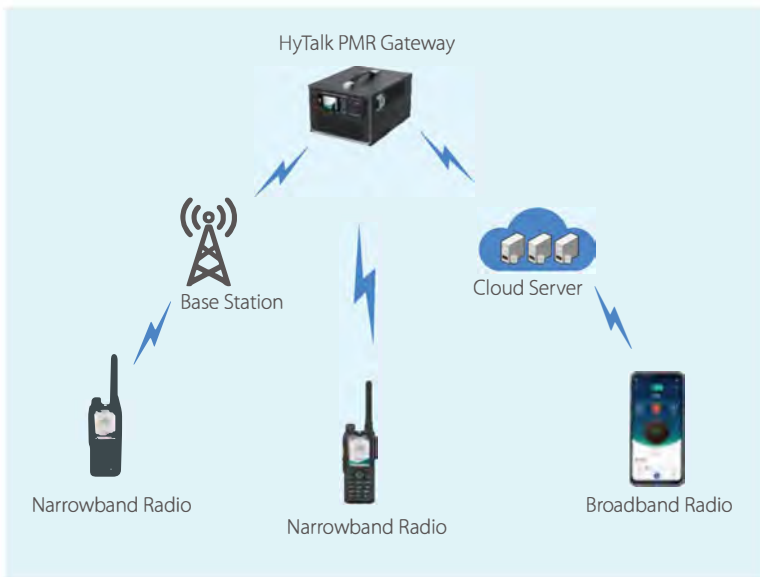 HyTalk PMR Gateway
Base Station
Cloud Server
Narrowband Radio
Narrowband Radio
Broadband Radio